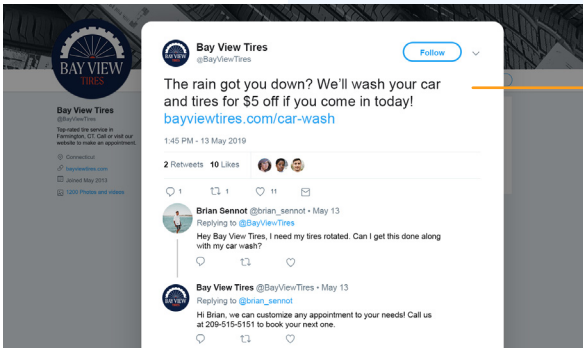 BAY VIEW
TIRES
Bay View Tires
@BayViewTires
Top-rated tire service in
Farmington, CT. Call or visit our
website to make an appointment.
Connecticut
bayviewtires.com
Joined May 2013
1200 Photos and videos
BAY VIEW
Bay View Tires
@BayViewTires
Follow
The rain got you down? We'll wash your car
and tires for $5 off if you come in today!
bayviewtires.com/car-wash
1:45 PM - 13 May 2019
2 Retweets 10 Likes
1 1 11
Brian Sennot @brian_sennot • May 13
Replying to @BayViewTires
Hey Bay View Tires, I need my tires rotated. Can I get this done along
with my car wash?
BAY VIEW
Bay View Tires @BayViewTires • May 13
Replying to @brian_sennot
Hi Brian, we can customize any appointment to your needs! Call us
at 209-515-5151 to book your next one.